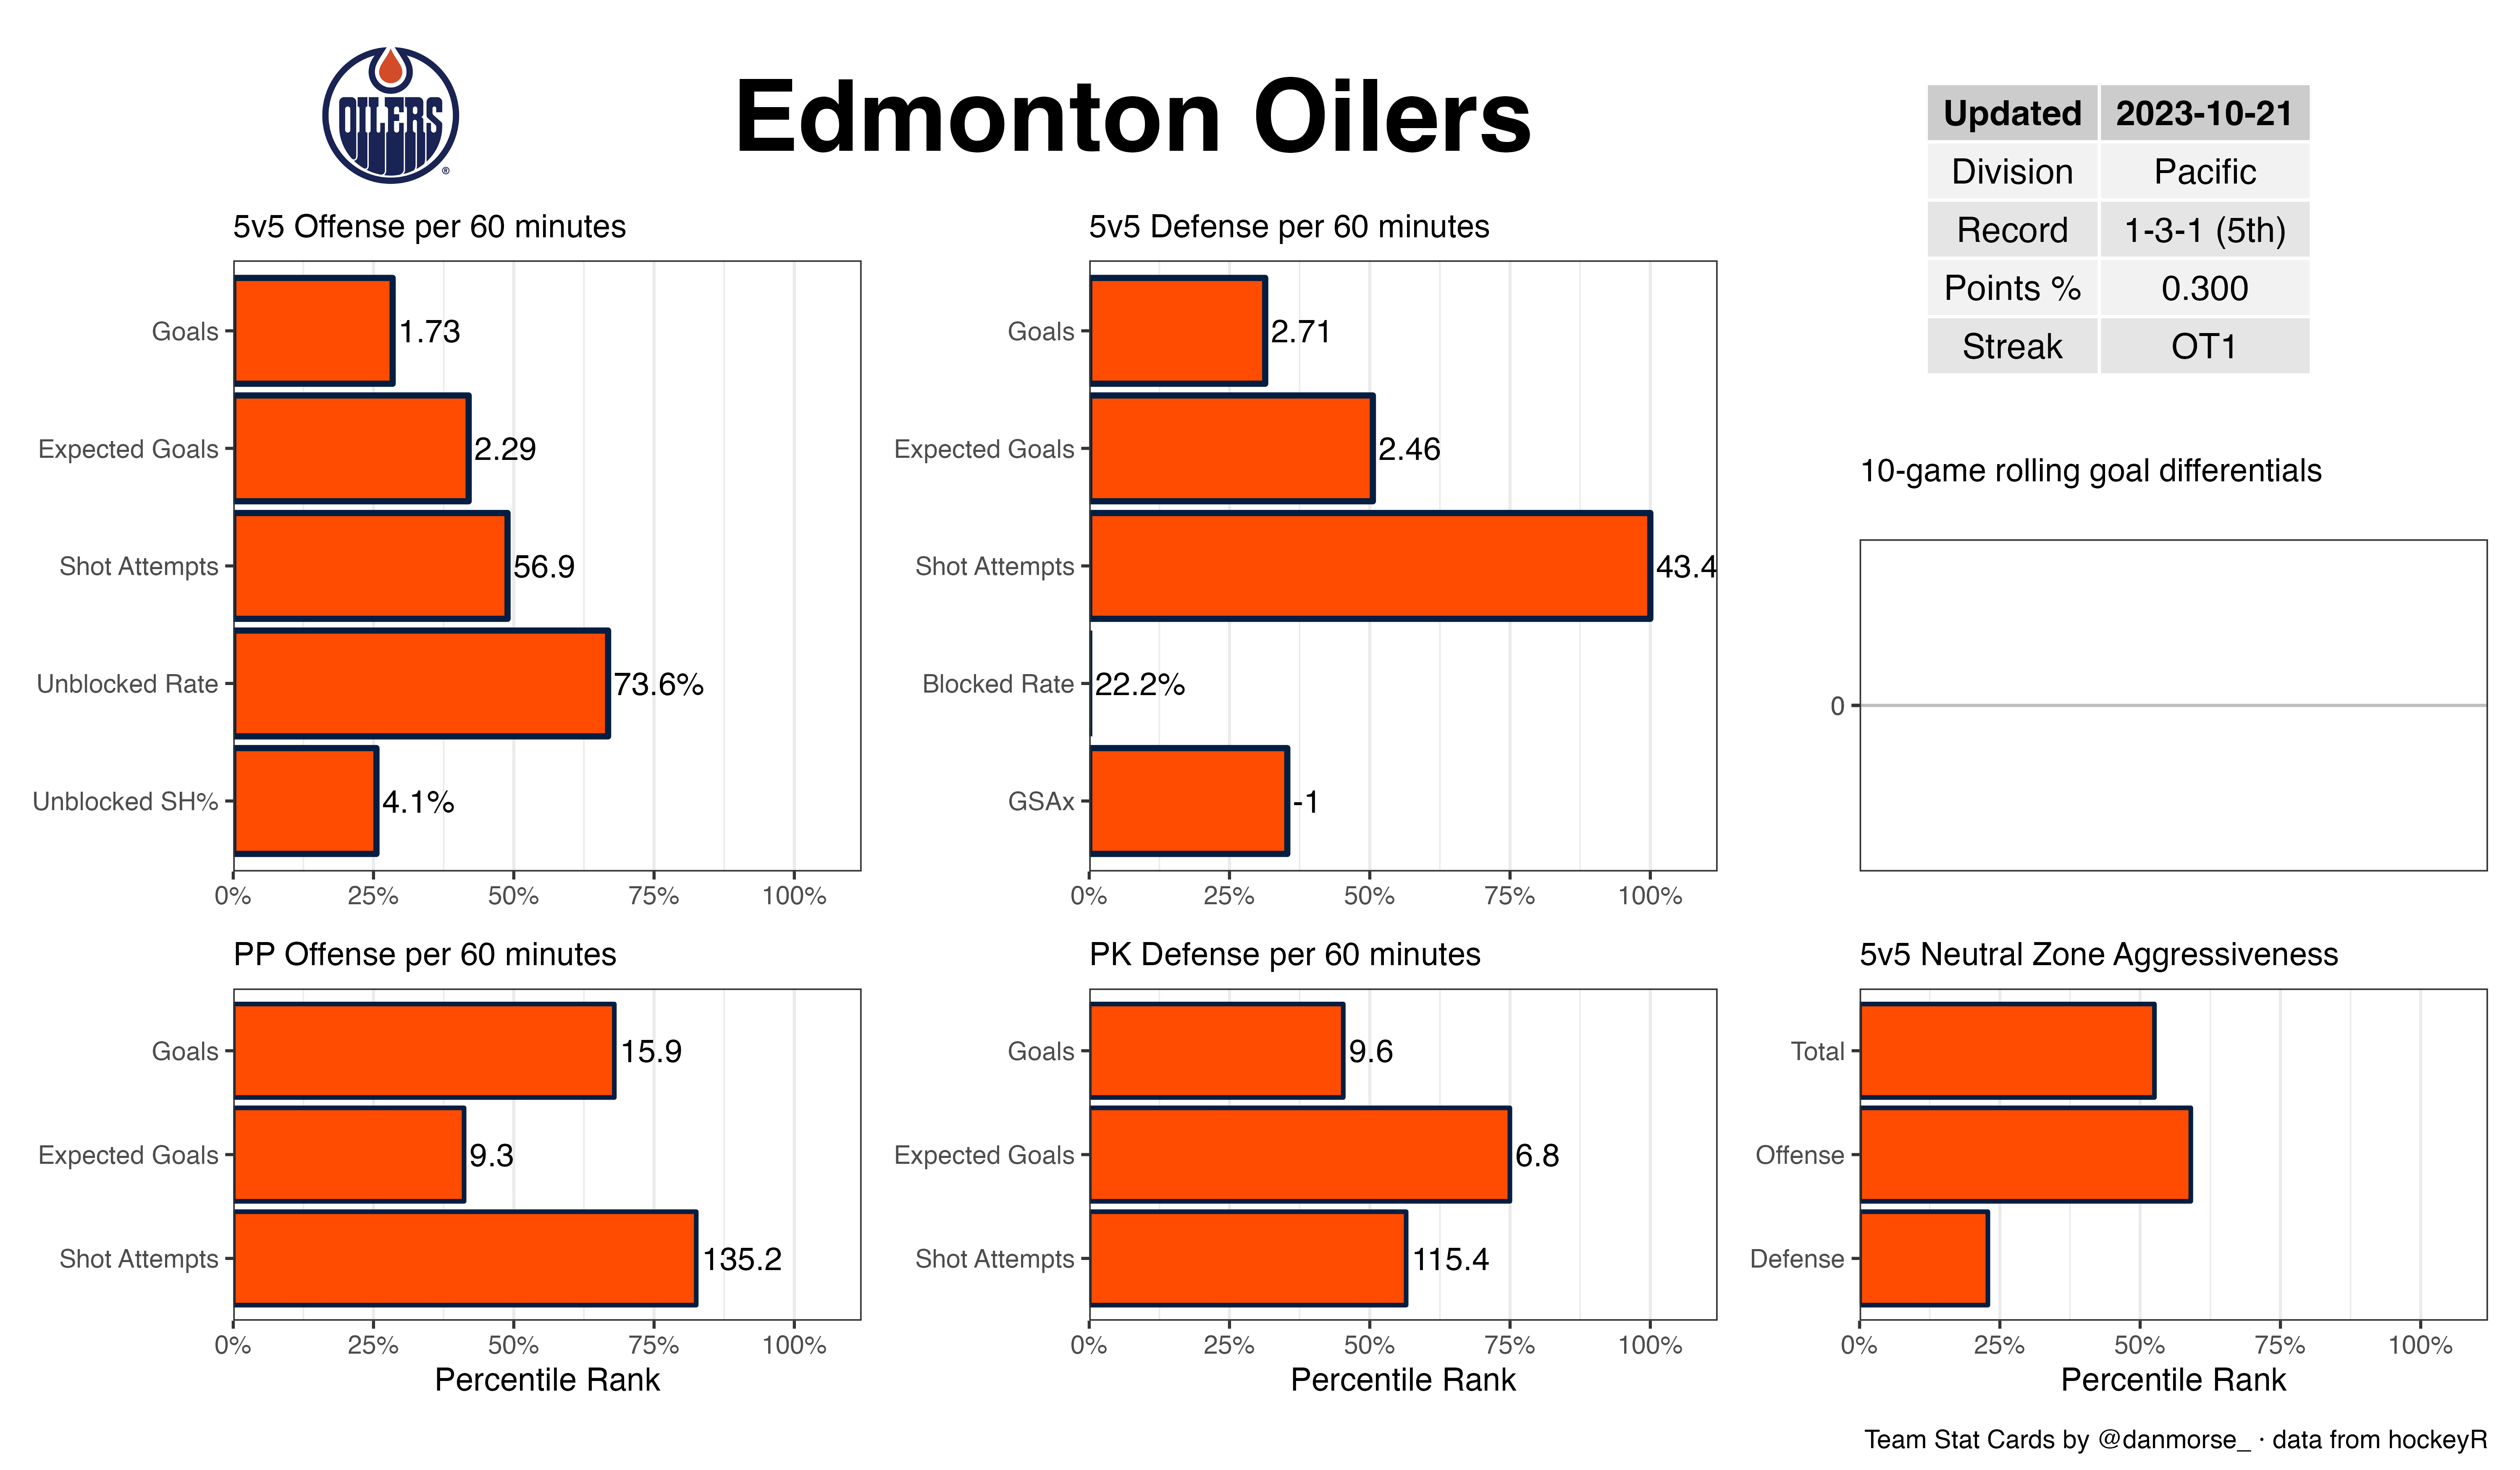 OILERS
®
Edmonton Oilers
Updated 2023-10-21
Division Pacific
Record 1-3-1 (5th)
Points % 0.300
Streak OT1
5v5 Offense per 60 minutes
Goals 1.73
Expected Goals 2.29
Shot Attempts 56.9
Unblocked Rate 73.6%
Unblocked SH% 4.1%
0% 25% 50% 75% 100%
5v5 Defense per 60 minutes
Goals 2.71
Expected Goals 2.46
Shot Attempts 43.4
Blocked Rate 22.2%
GSAx -1
0% 25% 50% 75% 100%
10-game rolling goal differentials
0
PP Offense per 60 minutes
Goals 15.9
Expected Goals 9.3
Shot Attempts 135.2
0% 25% 50% 75% 100%
Percentile Rank
PK Defense per 60 minutes
Goals 9.6
Expected Goals 6.8
Shot Attempts 115.4
0% 25% 50% 75% 100%
Percentile Rank
5v5 Neutral Zone Aggressiveness
Total
Offense
Defense
0% 25% 50% 75% 100%
Percentile Rank
Team Stat Cards by @danmorse_ · data from hockeyR